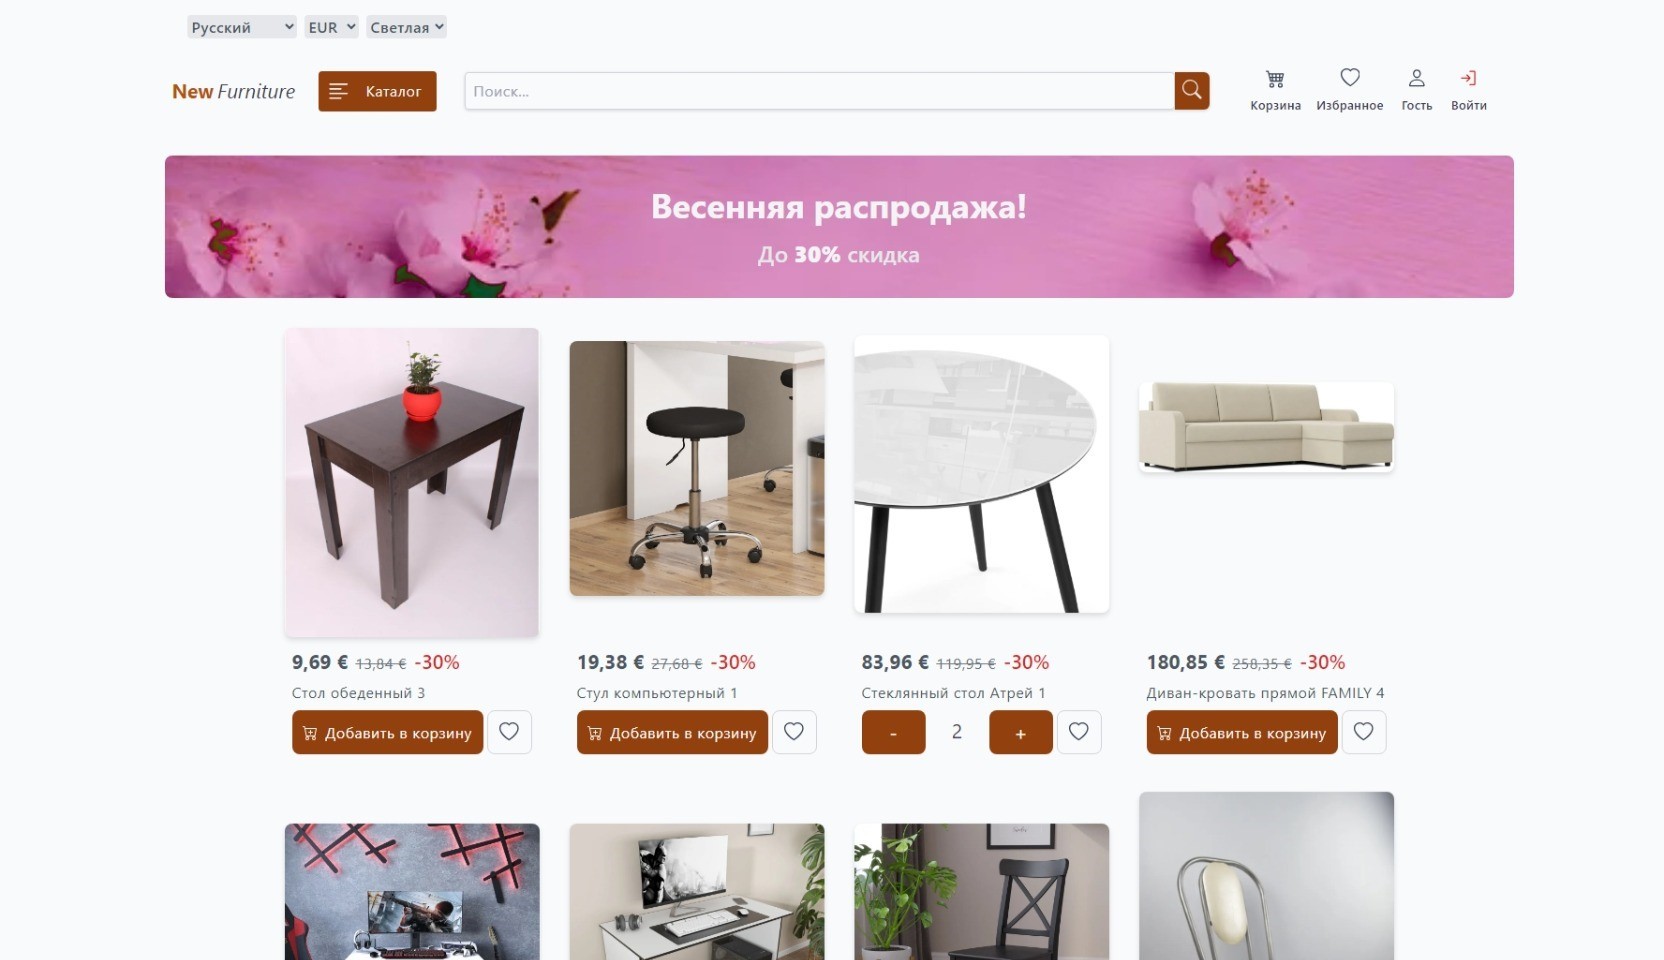 Русский EUR Светлая
New Furniture Каталог Поиск... Корзина Избранное Гость Войти
Весенняя распродажа!
До 30% скидка
9,69 € 13,84 € -30%
Стол обеденный 3
Добавить в корзину
19,38 € 27,68 € -30%
Стул компьютерный 1
Добавить в корзину
83,96 € 119,95 € -30%
Стеклянный стол Атрей 1
- 2 +
180,85 € 258,35 € -30%
Диван-кровать прямой FAMILY 4
Добавить в корзину